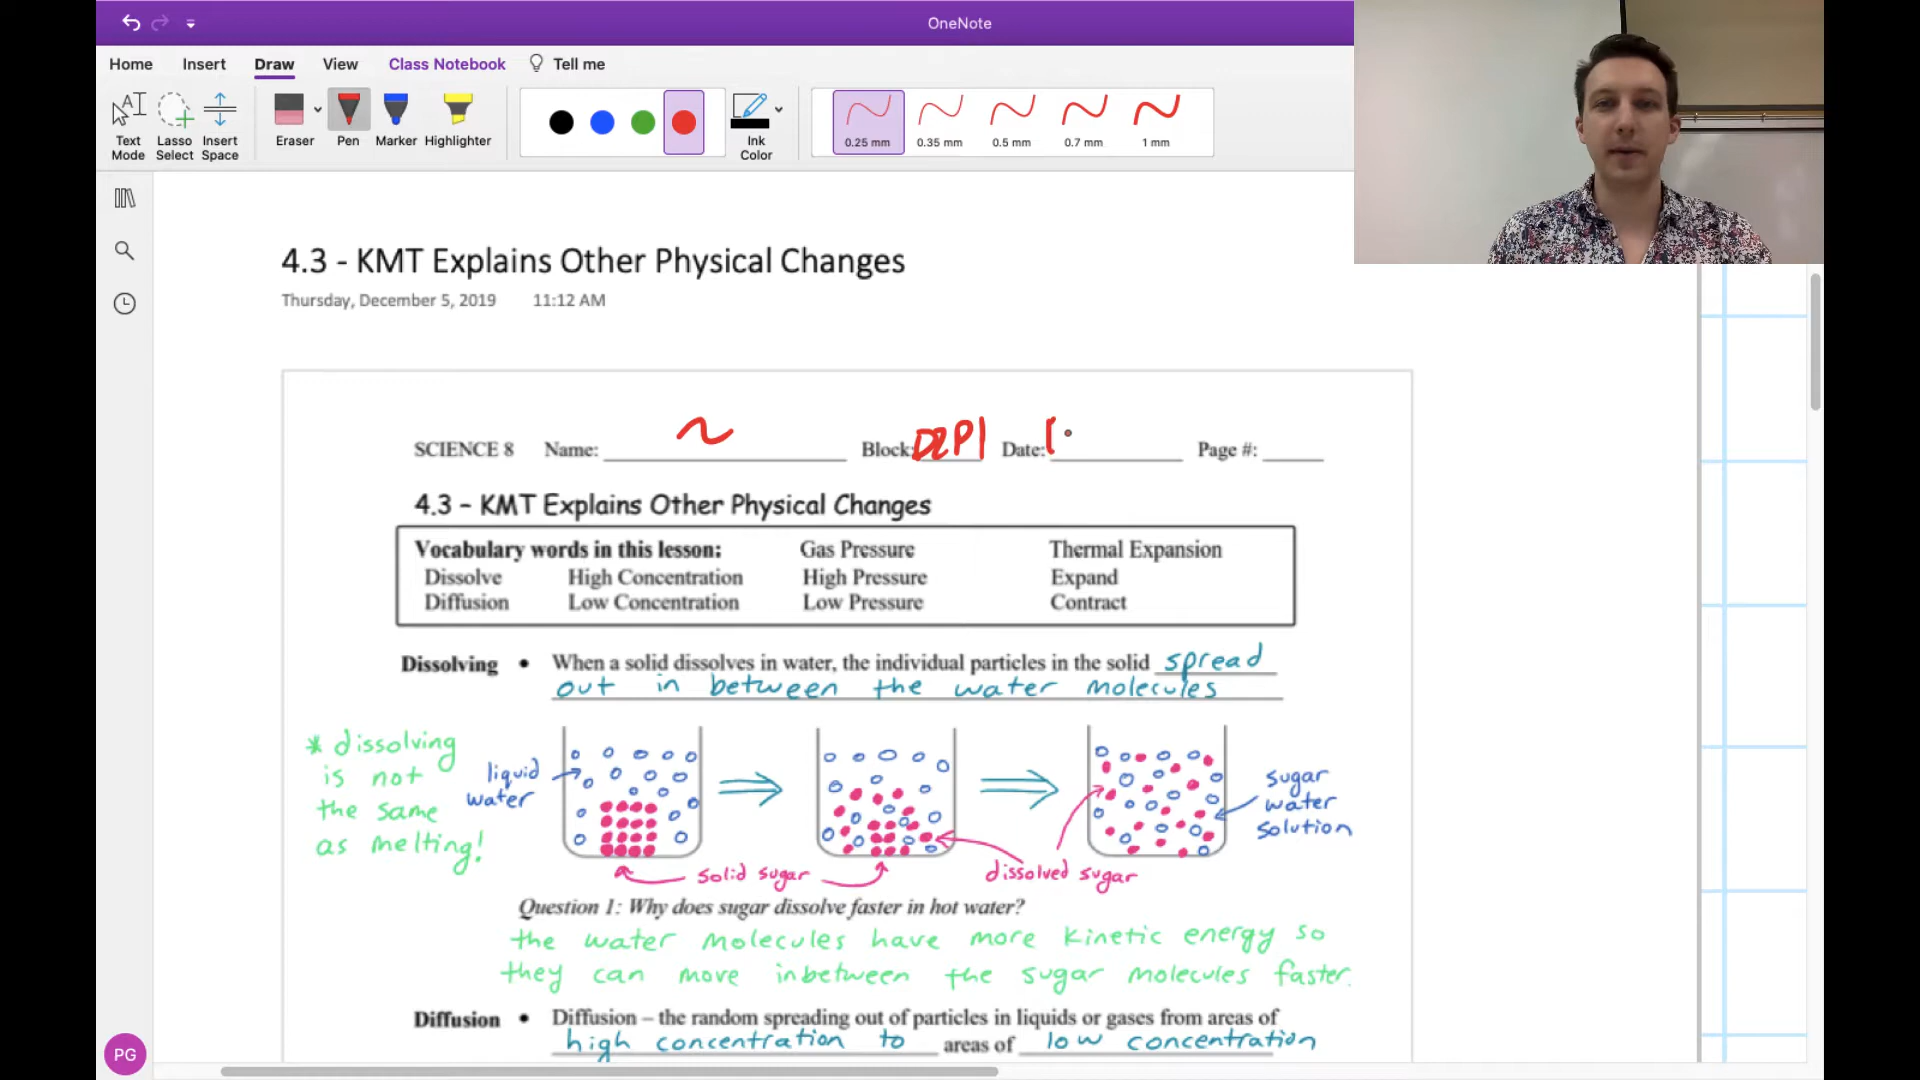 OneNote
Home Insert Draw View Class Notebook Tell me
Text Mode Lasso Select Insert Space Eraser Pen Marker Highlighter Ink Color 0.25 mm 0.35 mm 0.5 mm 0.7 mm 1 mm
4.3 - KMT Explains Other Physical Changes
Thursday, December 5, 2019 11:12 AM
SCIENCE 8 Name: Block: D2P1 Date: Page #:
4.3 – KMT Explains Other Physical Changes
Vocabulary words in this lesson: Gas Pressure Thermal Expansion
Dissolve High Concentration High Pressure Expand
Diffusion Low Concentration Low Pressure Contract
Dissolving • When a solid dissolves in water, the individual particles in the solid spread
out in between the water molecules
* dissolving
is not
the same
as melting!
liquid
water
sugar
water
solution
solid sugar
dissolved sugar
Question 1: Why does sugar dissolve faster in hot water?
the water molecules have more kinetic energy so
they can move inbetween the sugar molecules faster.
Diffusion • Diffusion – the random spreading out of particles in liquids or gases from areas of
high concentration to areas of low concentration
PG